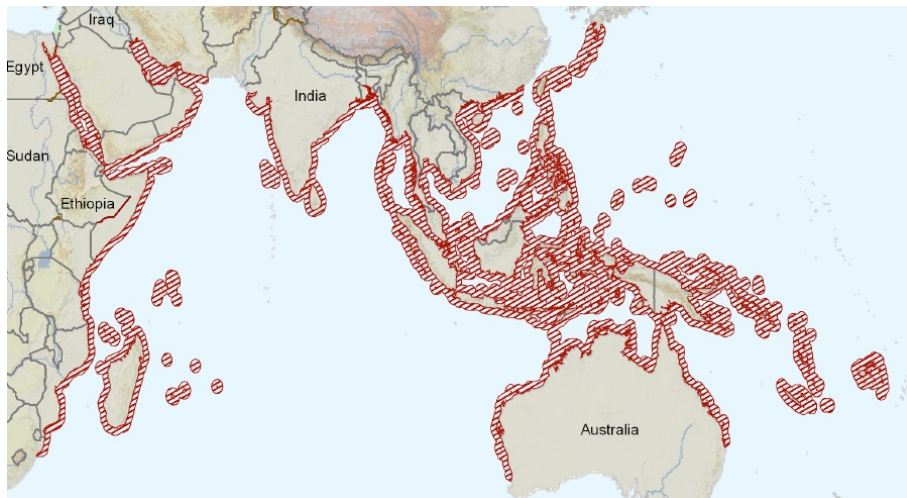 Iraq
Egypt
India
Sudan
Ethiopia
Australia